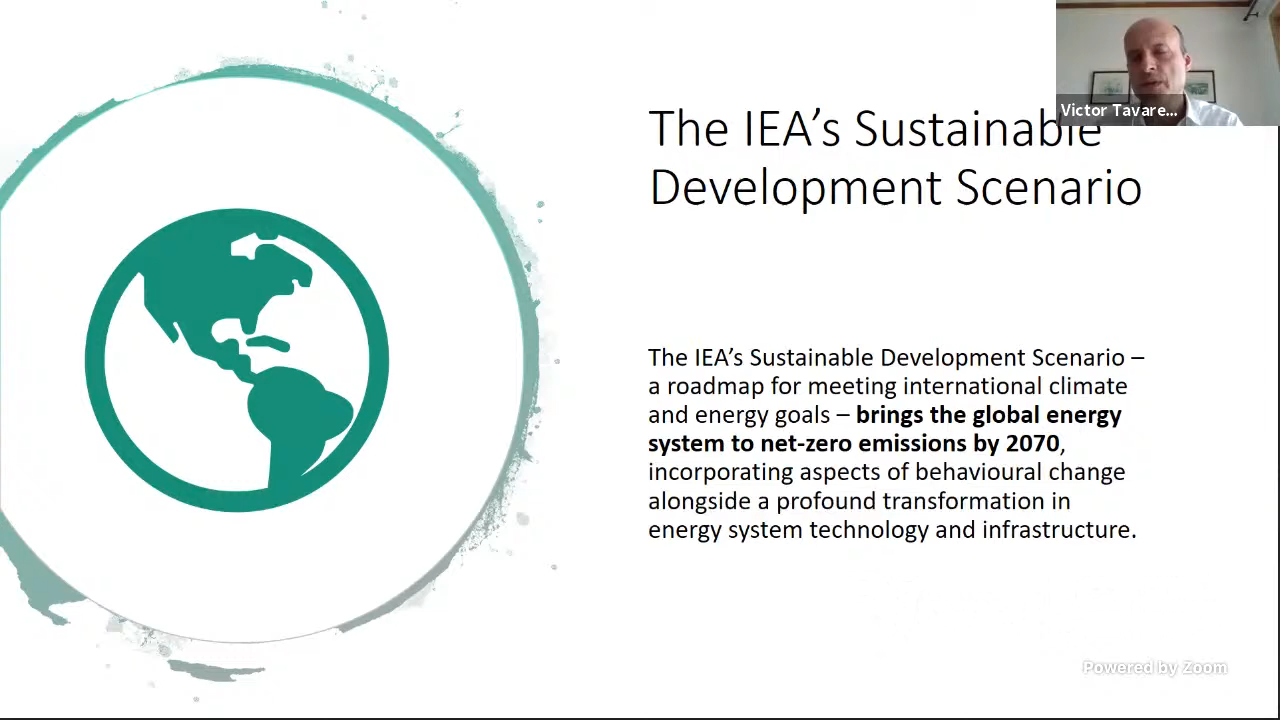 The IEA’s Sustainable
Development Scenario
Victor Tavare...
The IEA’s Sustainable Development Scenario –
a roadmap for meeting international climate
and energy goals – brings the global energy
system to net-zero emissions by 2070,
incorporating aspects of behavioural change
alongside a profound transformation in
energy system technology and infrastructure.
Powered by Zoom